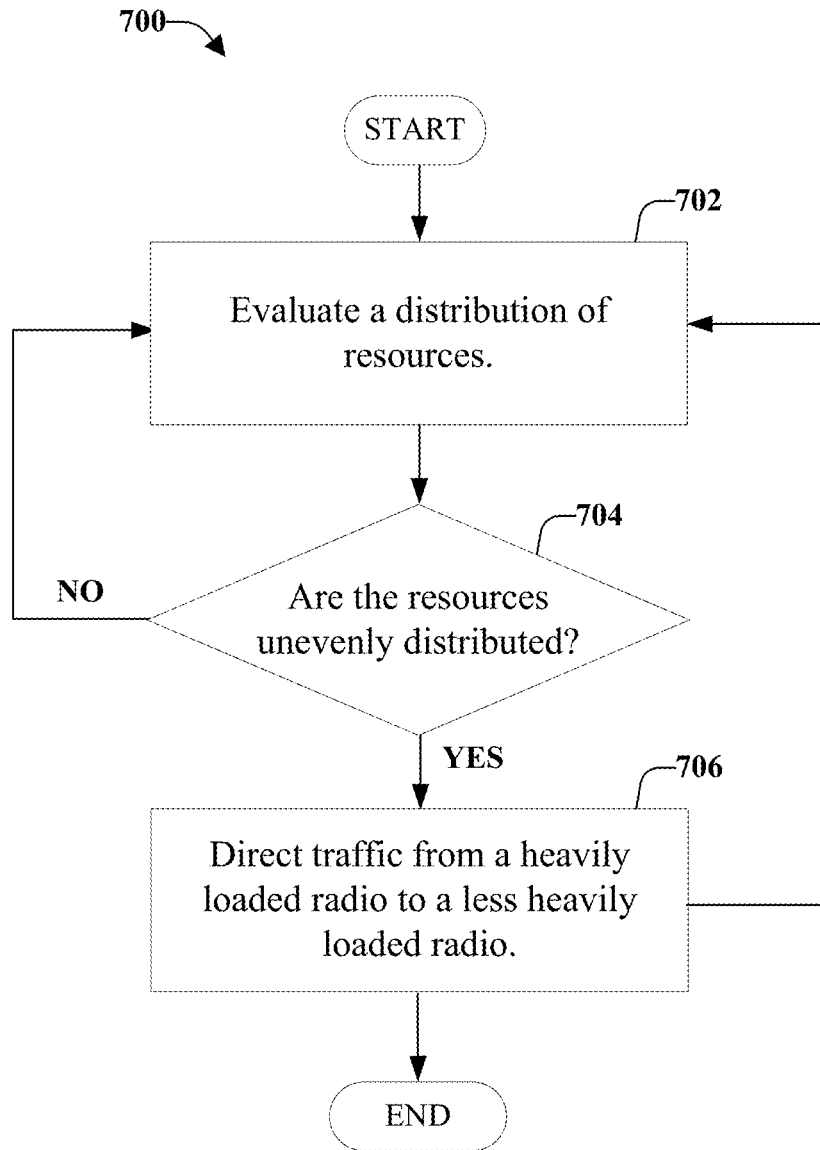 700
START
702
Evaluate a distribution of
resources.
704
NO
Are the resources
unevenly distributed?
YES
706
Direct traffic from a heavily
loaded radio to a less heavily
loaded radio.
END